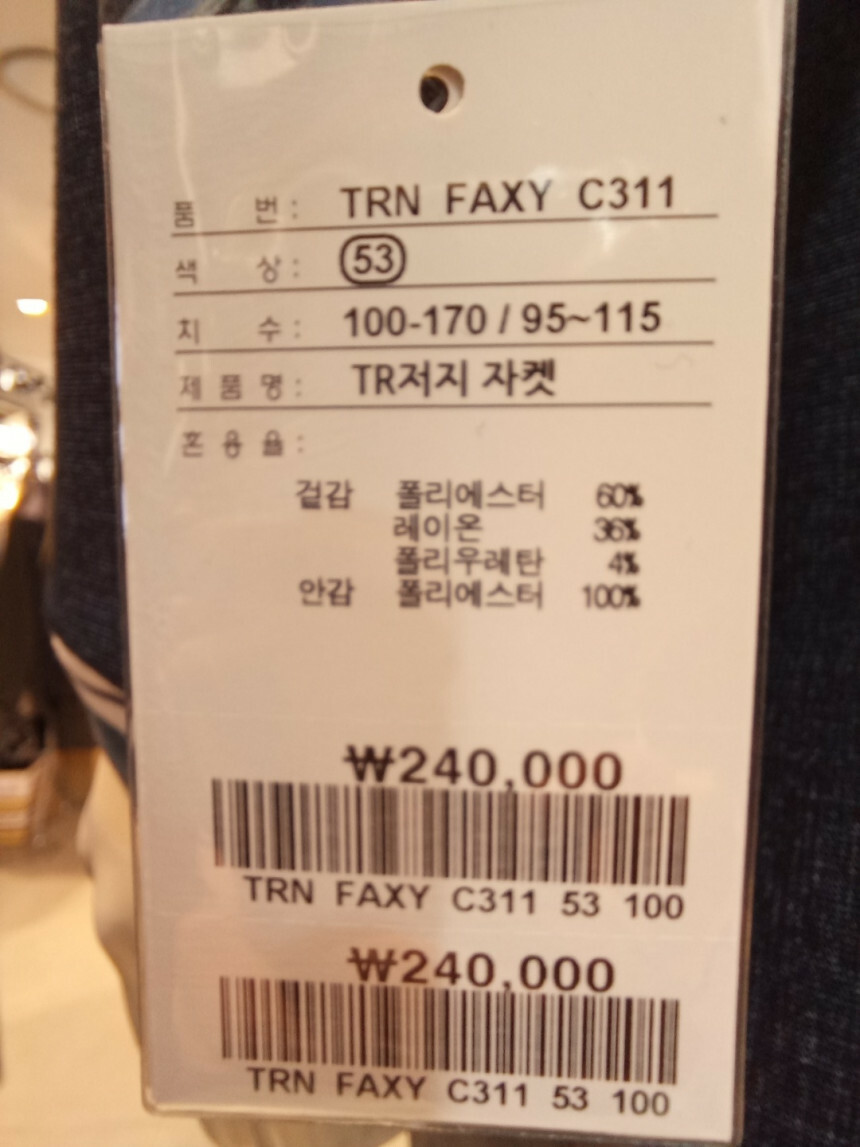 품 번 : TRN FAXY C311
색 상 : 53
치 수 : 100-170 / 95~115
제 품 명 : TR저지 자켓
혼 용 율 :
겉감 폴리에스터 60%
레이온 36%
폴리우레탄 4%
안감 폴리에스터 100%
₩240,000
TRN FAXY C311 53 100
₩240,000
TRN FAXY C311 53 100